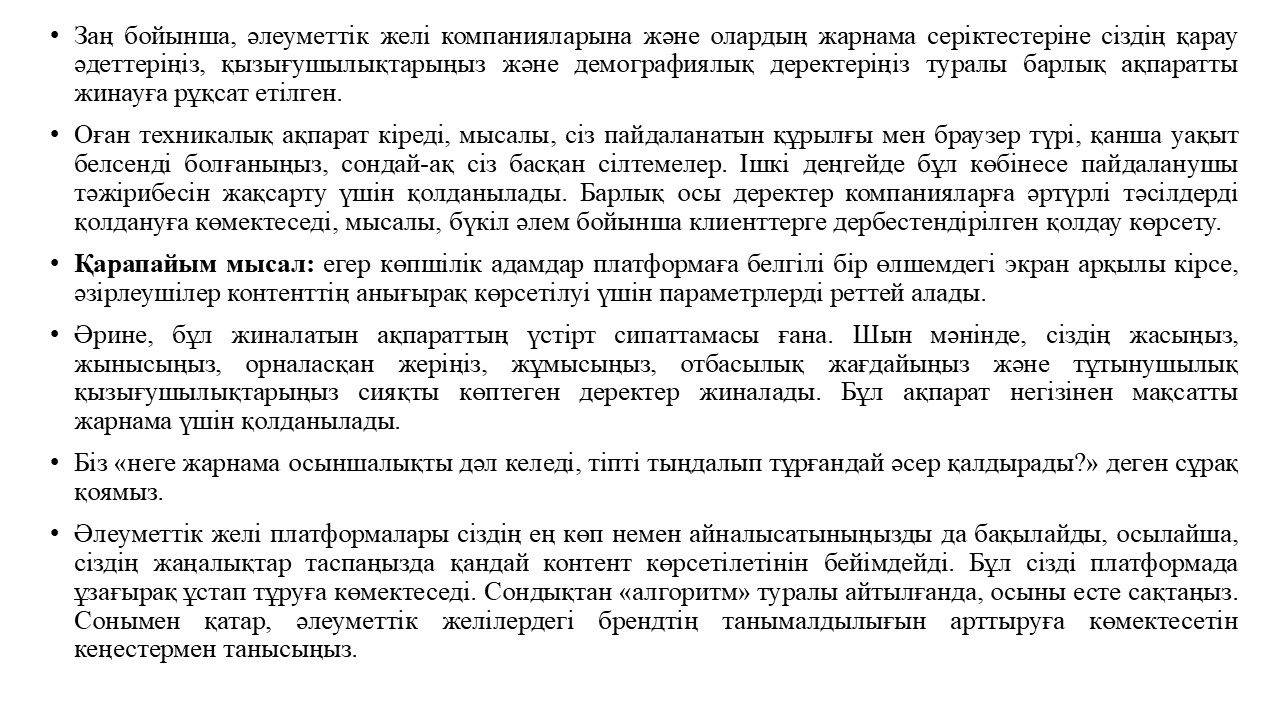 • Заң бойынша, әлеуметтік желі компанияларына және олардың жарнама серіктестеріне сіздің қарау
әдеттеріңіз, қызығушылықтарыңыз және демографиялық деректеріңіз туралы барлық ақпаратты
жинауға рұқсат етілген.
• Оған техникалық ақпарат кіреді, мысалы, сіз пайдаланатын құрылғы мен браузер түрі, қанша уақыт
белсенді болғаныңыз, сондай-ақ сіз басқан сілтемелер. Ішкі деңгейде бұл көбінесе пайдаланушы
тәжірибесін жақсарту үшін қолданылады. Барлық осы деректер компанияларға әртүрлі тәсілдерді
қолдануға көмектеседі, мысалы, бүкіл әлем бойынша клиенттерге дербестендірілген қолдау көрсету.
• Қарапайым мысал: егер көпшілік адамдар платформаға белгілі бір өлшемдегі экран арқылы кірсе,
әзірлеушілер контенттің анығырақ көрсетілуі үшін параметрлерді реттей алады.
• Әрине, бұл жиналатын ақпараттың үстірт сипаттамасы ғана. Шын мәнінде, сіздің жасыңыз,
жынысыңыз, орналасқан жеріңіз, жұмысыңыз, отбасылық жағдайыңыз және тұтынушылық
қызығушылықтарыңыз сияқты көптеген деректер жиналады. Бұл ақпарат негізінен мақсатты
жарнама үшін қолданылады.
• Біз «неге жарнама осыншалықты дәл келеді, тіпті тыңдалып тұрғандай әсер қалдырады?» деген сұрақ
қоямыз.
• Әлеуметтік желі платформалары сіздің ең көп немен айналысатыныңызды да бақылайды, осылайша,
сіздің жаңалықтар таспаңызда қандай контент көрсетілетінін бейімдейді. Бұл сізді платформада
ұзағырақ ұстап тұруға көмектеседі. Сондықтан «алгоритм» туралы айтылғанда, осыны есте сақтаңыз.
Сонымен қатар, әлеуметтік желілердегі брендтің танымалдылығын арттыруға көмектесетін
кеңестермен танысыңыз.